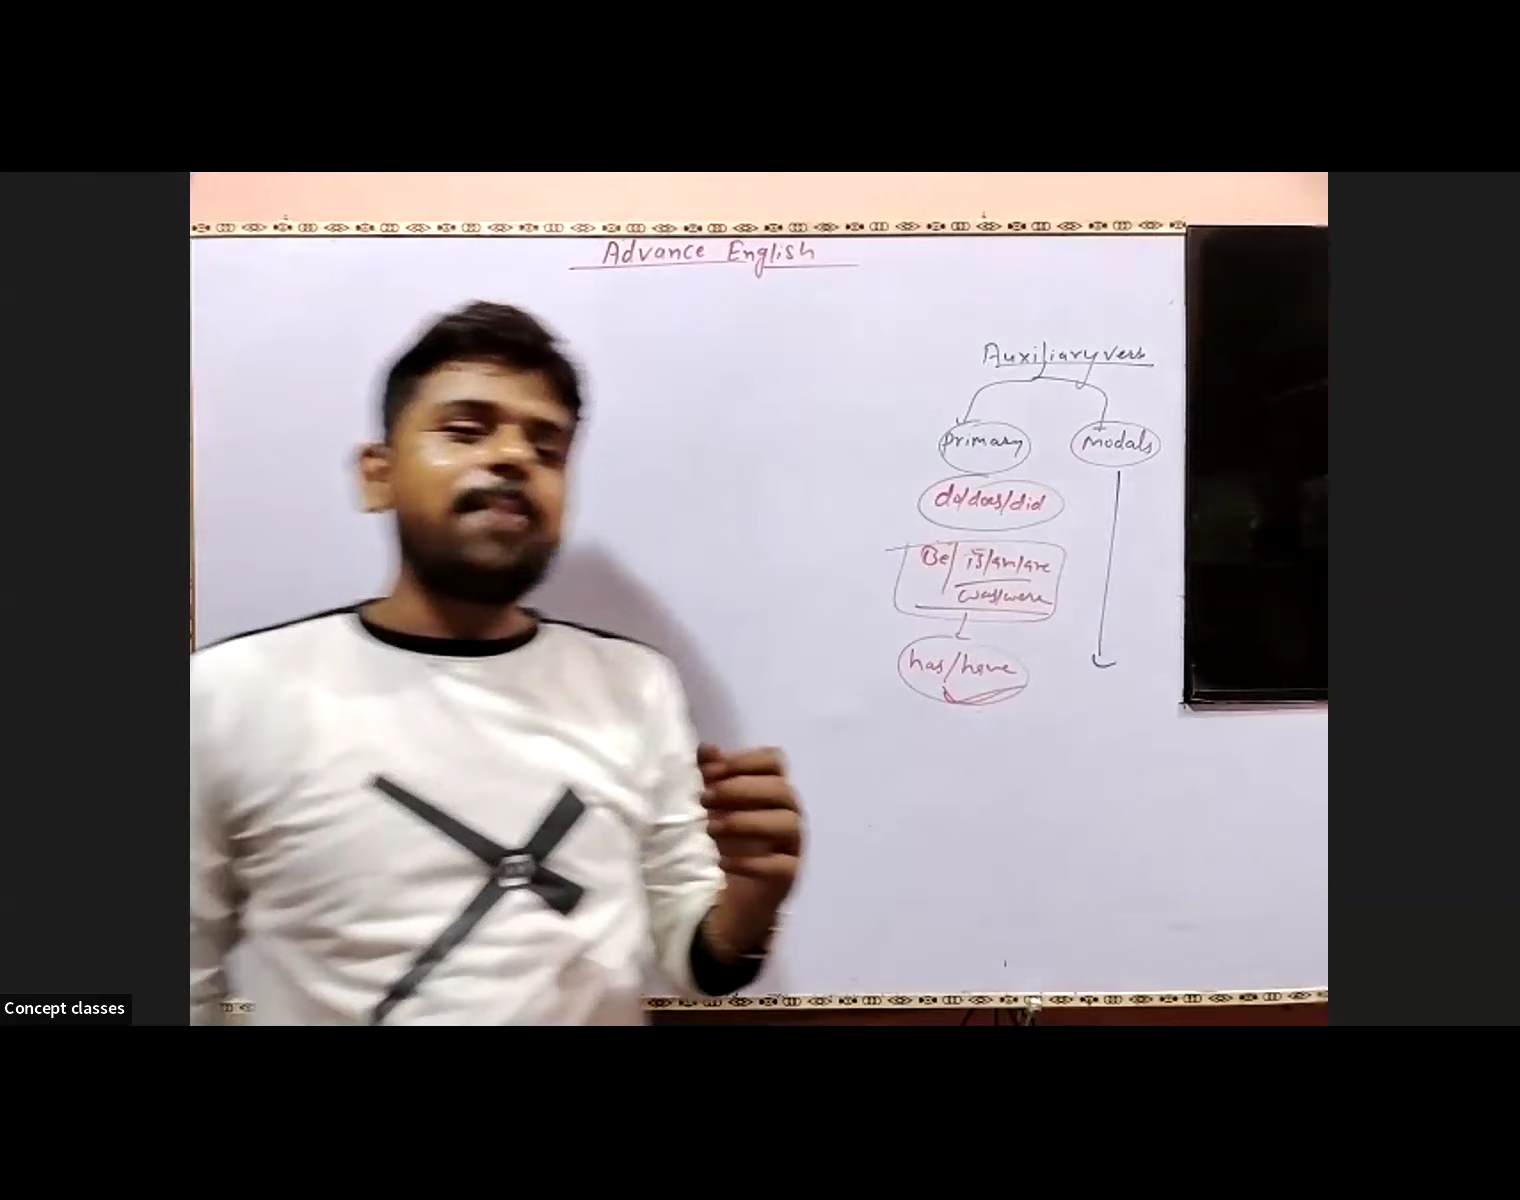 Advance English
Auxiliary verb
Primary
Modals
do/does/did
Be/ is/am/are
was/were
has/have
Concept classes